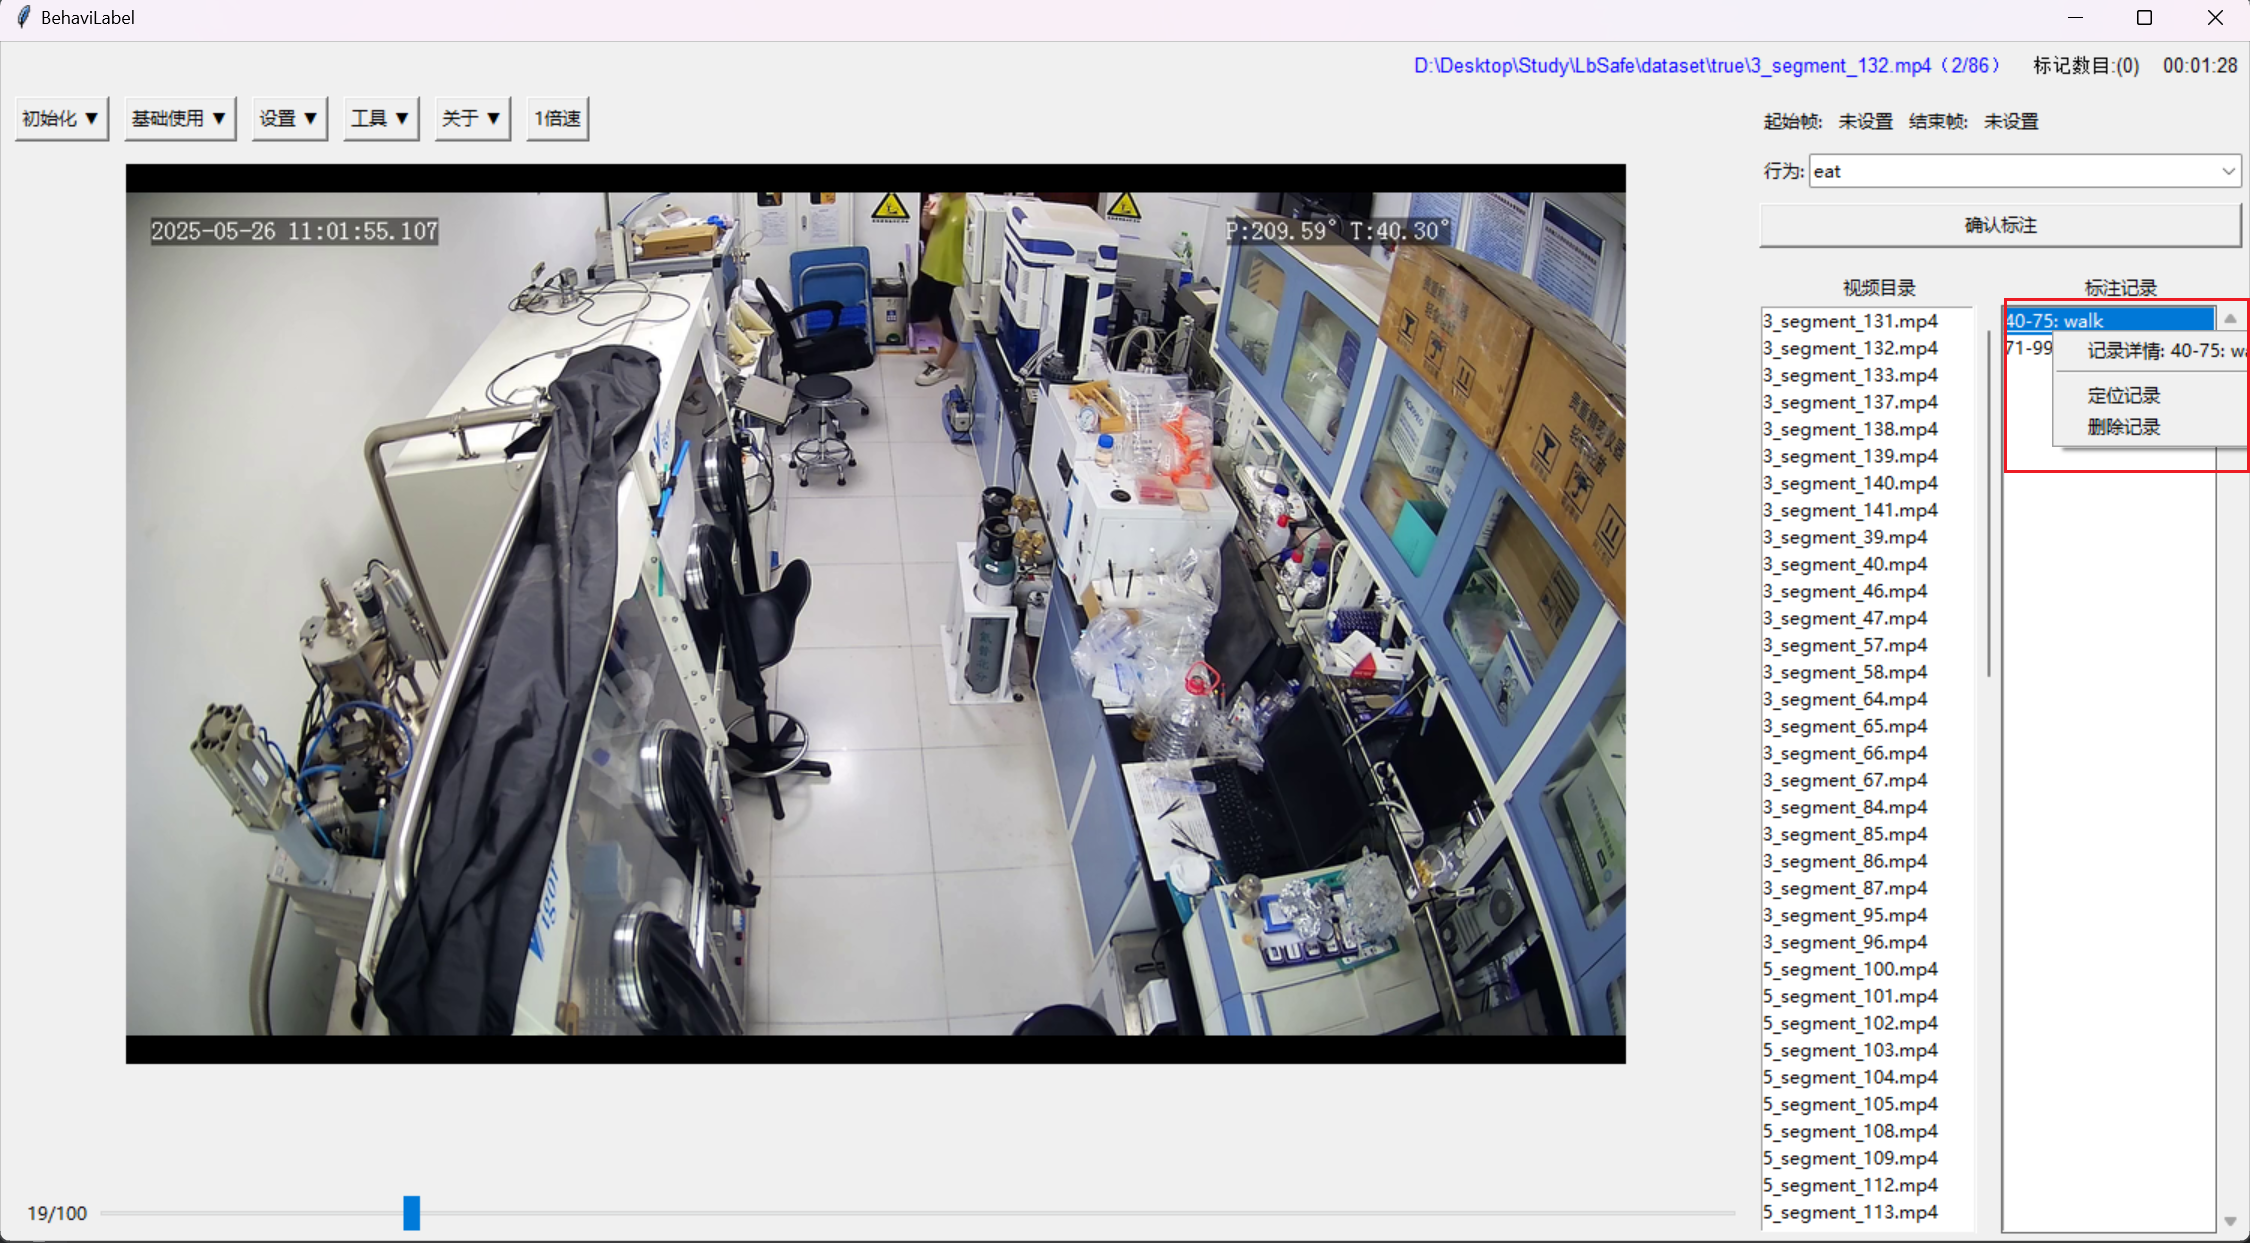 BehaviLabel
D:\Desktop\Study\LbSafe\dataset\true\3_segment_132.mp4（2/86） 标记数目:(0) 00:01:28
初始化 ▼ 基础使用 ▼ 设置 ▼ 工具 ▼ 关于 ▼ 1倍速
起始帧: 未设置 结束帧: 未设置
行为: eat
确认标注
2025-05-26 11:01:55.107
P:209.59° T:40.30°
视频目录
3_segment_131.mp4
3_segment_132.mp4
3_segment_133.mp4
3_segment_137.mp4
3_segment_138.mp4
3_segment_139.mp4
3_segment_140.mp4
3_segment_141.mp4
3_segment_39.mp4
3_segment_40.mp4
3_segment_46.mp4
3_segment_47.mp4
3_segment_57.mp4
3_segment_58.mp4
3_segment_64.mp4
3_segment_65.mp4
3_segment_66.mp4
3_segment_67.mp4
3_segment_84.mp4
3_segment_85.mp4
3_segment_86.mp4
3_segment_87.mp4
3_segment_95.mp4
3_segment_96.mp4
5_segment_100.mp4
5_segment_101.mp4
5_segment_102.mp4
5_segment_103.mp4
5_segment_104.mp4
5_segment_105.mp4
5_segment_108.mp4
5_segment_109.mp4
5_segment_112.mp4
5_segment_113.mp4
标注记录
40-75: walk
71-99
记录详情: 40-75: wa
定位记录
删除记录
19/100